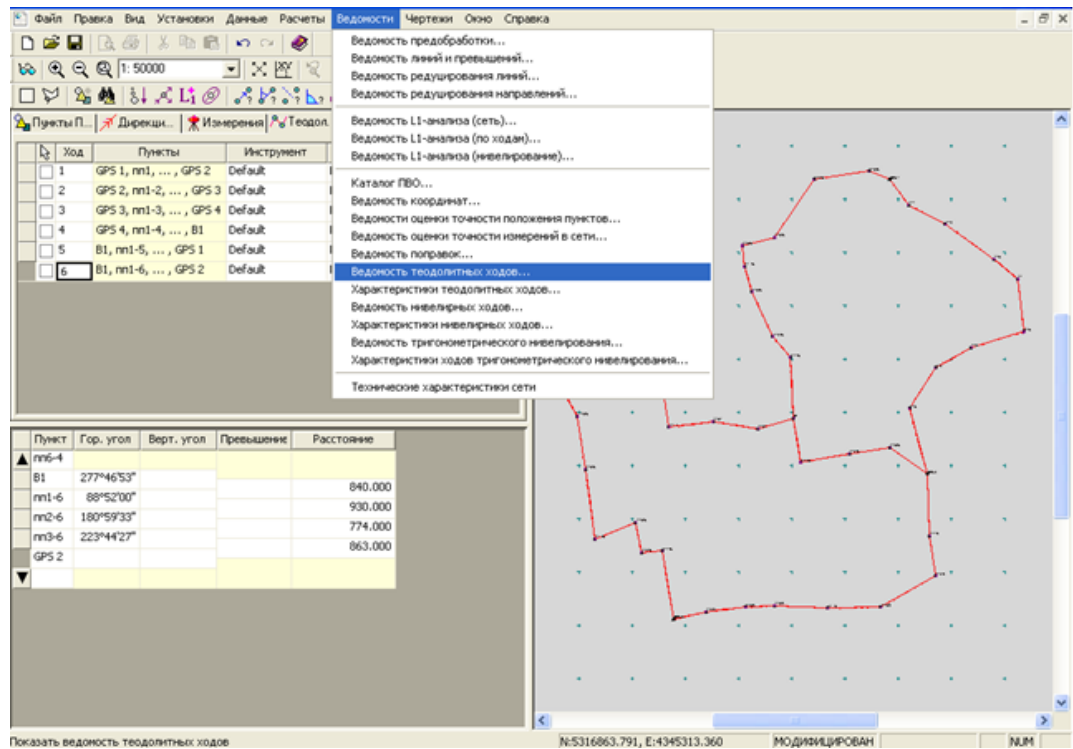 Файл Правка Вид Установки Данные Расчеты Ведомости Чертежи Окно Справка
1: 50000
Пункты П... Дирекци... Измерения Теодол
Ход Пункты Инструмент
1 GPS 1, пп1, ... , GPS 2 Default
2 GPS 2, пп1-2, ... , GPS 3 Default
3 GPS 3, пп1-3, ... , GPS 4 Default
4 GPS 4, пп1-4, ... , B1 Default
5 B1, пп1-5, ... , GPS 1 Default
6 B1, пп1-6, ... , GPS 2 Default
Ведомость предобработки...
Ведомость линий и превышений...
Ведомость редуцирования линий...
Ведомость редуцирования направлений...
Ведомость L1-анализа (сеть)...
Ведомость L1-анализа (по ходам)...
Ведомость L1-анализа (нивелирование)...
Каталог ПВО...
Ведомость координат...
Ведомости оценки точности положения пунктов...
Ведомость оценки точности измерений в сети...
Ведомость поправок...
Ведомость теодолитных ходов...
Характеристики теодолитных ходов...
Ведомость нивелирных ходов...
Характеристики нивелирных ходов...
Ведомость тригонометрического нивелирования...
Характеристики ходов тригонометрического нивелирования...
Технические характеристики сети
Пункт Гор. угол Верт. угол Превышение Расстояние
пп6-4
B1 277°46'53"
840.000
пп1-6 88°52'00"
930.000
пп2-6 180°59'33"
774.000
пп3-6 223°44'27"
863.000
GPS 2
Показать ведомость теодолитных ходов N:5316863.791, E:4345313.360 МОДИФИЦИРОВАН NUM